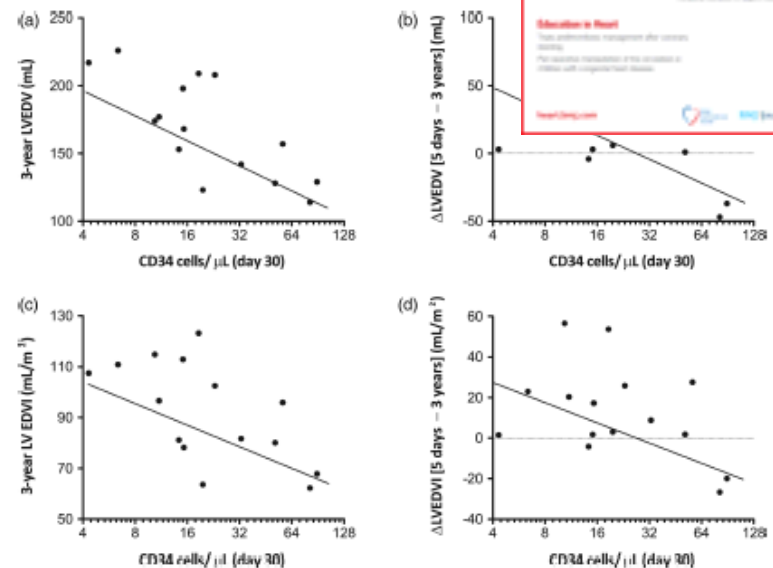 (a)
250
200
150
100
3-year LVEDV (mL)
4 8 16 32 64 128
CD34 cells/ μL (day 30)
(b)
100
50
0
-50
ΔLVEDV [5 days – 3 years] (mL)
4 8 16 32 64 128
CD34 cells/ μL (day 30)
Education in Heart
heart.bmj.com
(c)
130
110
90
70
50
3-year LV EDVI (mL/m²)
4 8 16 32 64 128
CD34 cells/ μL (day 30)
(d)
60
40
20
0
-20
-40
ΔLVEDVI [5 days – 3 years] (mL/m²)
4 8 16 32 64 128
CD34 cells/ μL (day 30)